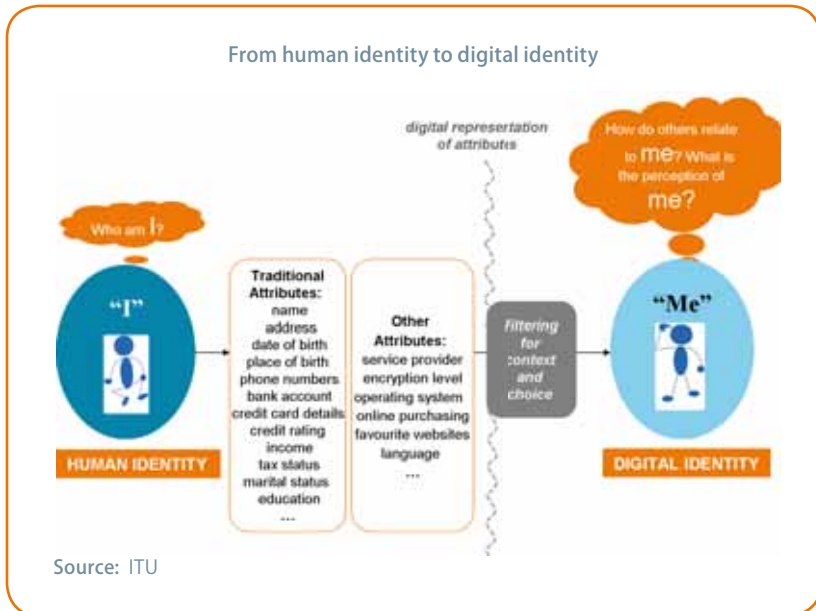 From human identity to digital identity
digital representation
of attributes
How do others relate
to me? What is
the perception of
me?
Who am I?
"I"
HUMAN IDENTITY
Traditional
Attributes:
name
address
date of birth
place of birth
phone numbers
bank account
credit card details
credit rating
income
tax status
marital status
education
...
Other
Attributes:
service provider
encryption level
operating system
online purchasing
favourite websites
language
...
filtering
for
context
and
choice
"Me"
DIGITAL IDENTITY
Source: ITU